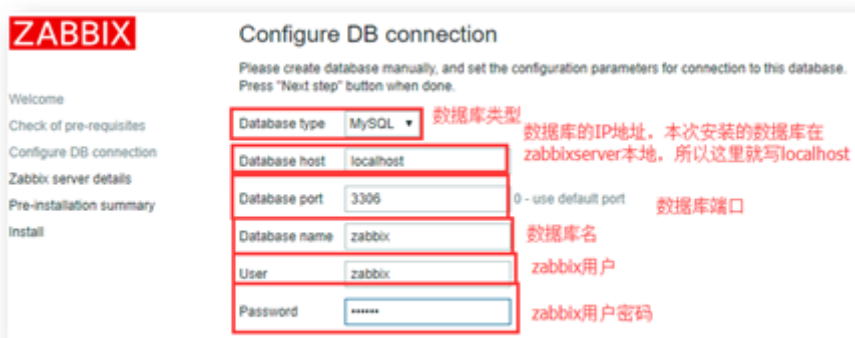 ZABBIX
Configure DB connection
Please create database manually, and set the configuration parameters for connection to this database.
Press "Next step" button when done.
Welcome
Check of pre-requisites
Configure DB connection
Zabbix server details
Pre-installation summary
Install
Database type MySQL 数据库类型
数据库的IP地址，本次安装的数据库在
zabbixserver本地，所以这里就写localhost
Database host localhost
Database port 3306 0 - use default port 数据库端口
Database name zabbix 数据库名
User zabbix zabbix用户
Password •••••• zabbix用户密码